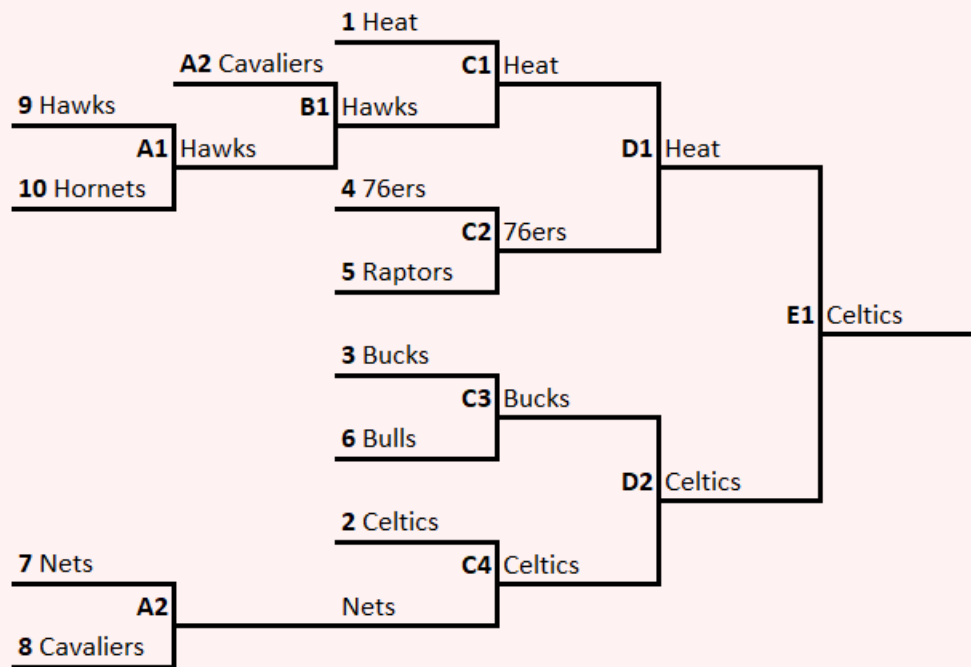 1 Heat
A2 Cavaliers
C1 Heat
9 Hawks
B1 Hawks
A1 Hawks
D1 Heat
10 Hornets
4 76ers
C2 76ers
5 Raptors
E1 Celtics
3 Bucks
C3 Bucks
6 Bulls
D2 Celtics
2 Celtics
7 Nets
C4 Celtics
A2
Nets
8 Cavaliers